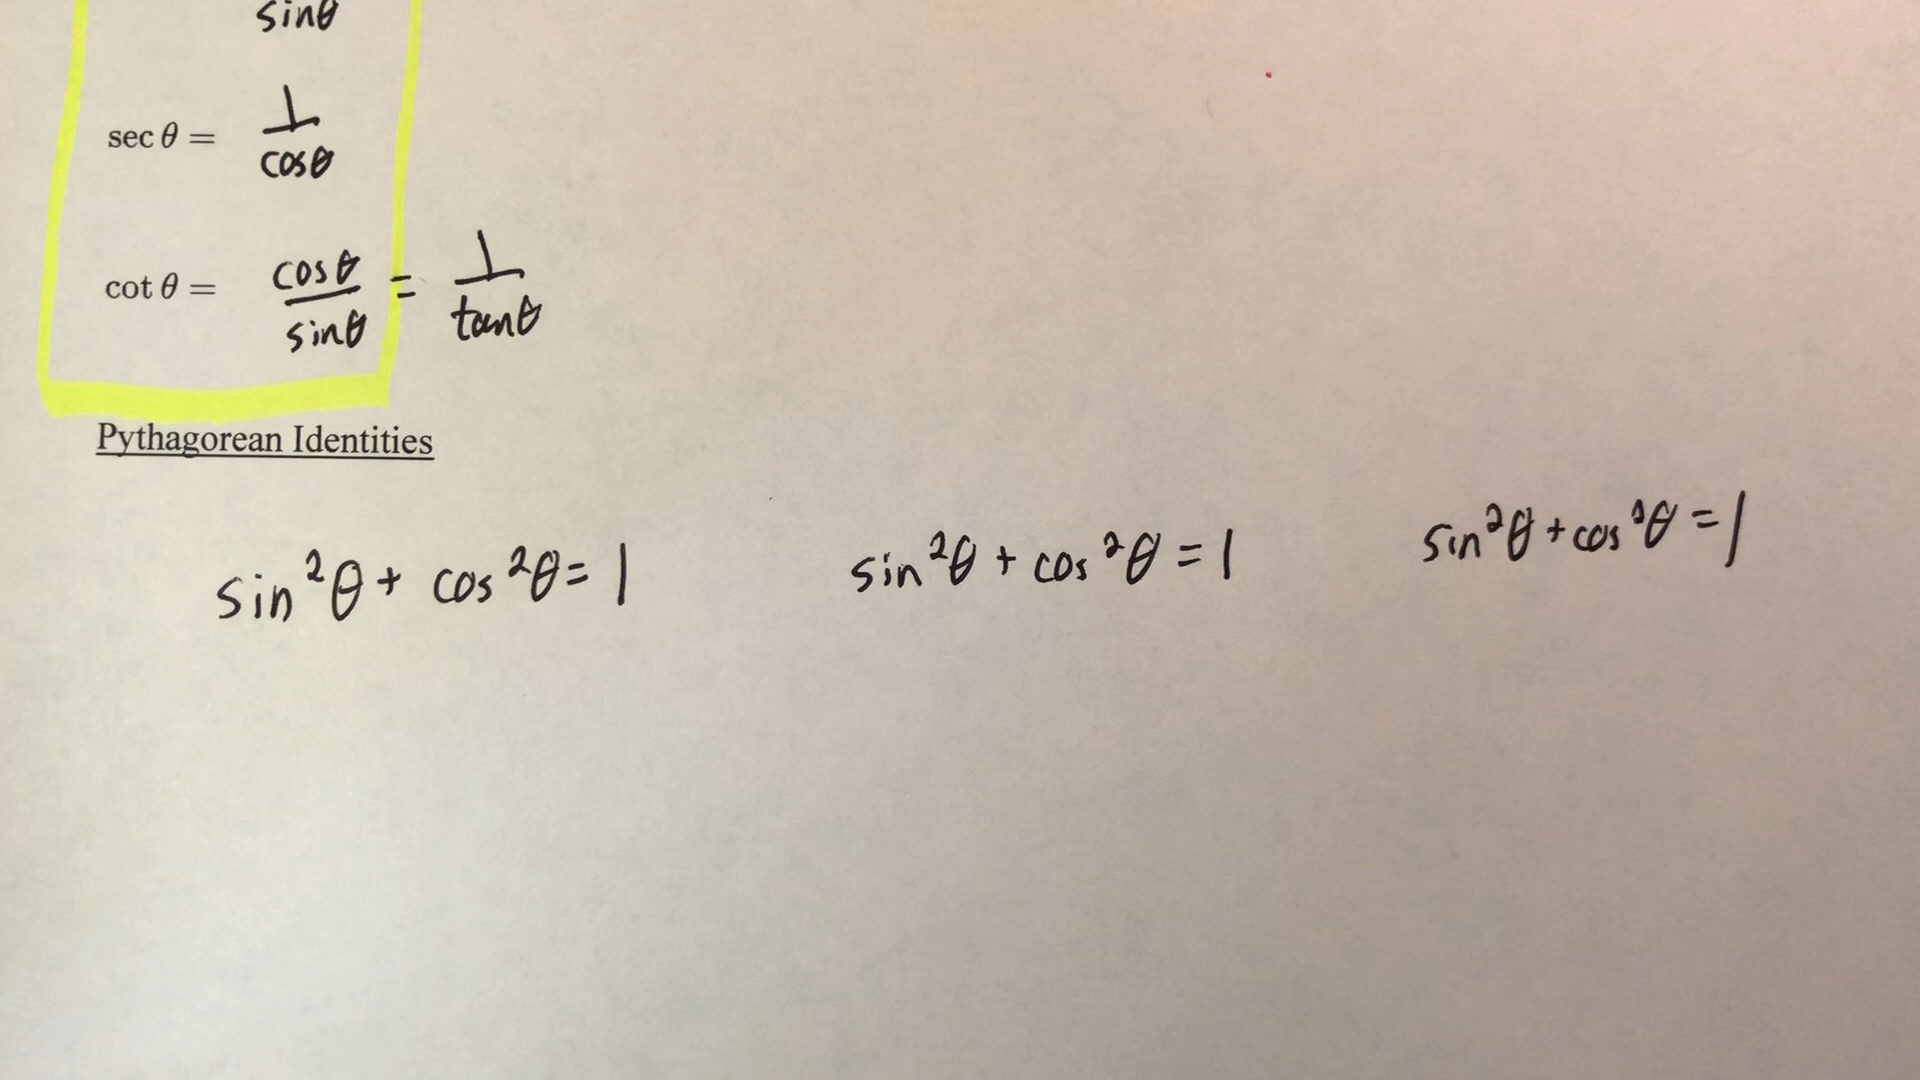 sinθ
sec θ = 1/cosθ
cot θ = cosθ/sinθ = 1/tanθ
Pythagorean Identities
sin²θ + cos²θ = 1
sin²θ + cos²θ = 1
sin²θ + cos²θ = 1